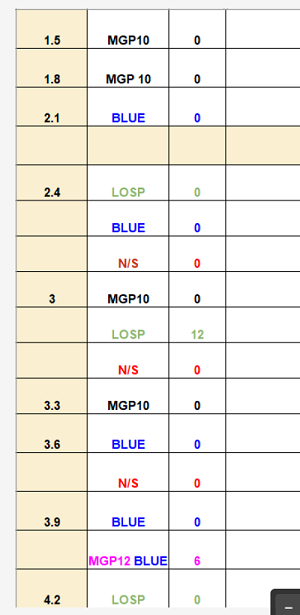 1.5 MGP10 0
1.8 MGP 10 0
2.1 BLUE 0
2.4 LOSP 0
BLUE 0
N/S 0
3 MGP10 0
LOSP 12
N/S 0
3.3 MGP10 0
3.6 BLUE 0
N/S 0
3.9 BLUE 0
MGP12 BLUE 6
4.2 LOSP 0